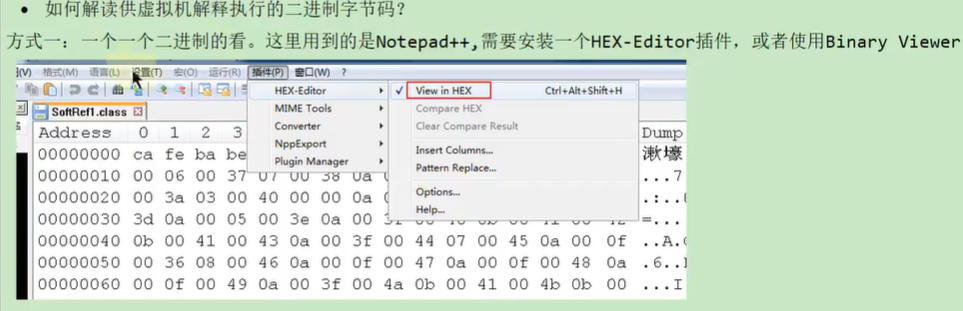 • 如何解读供虚拟机解释执行的二进制字节码？
方式一：一个一个二进制的看。这里用到的是Notepad++,需要安装一个HEX-Editor插件，或者使用Binary Viewer
(V) 格式(M) 语言(L) 设置(T) 宏(O) 运行(R) 插件(P) 窗口(W) ?
HEX-Editor
MIME Tools
Converter
NppExport
Plugin Manager
✓ View in HEX Ctrl+Alt+Shift+H
Compare HEX
Clear Compare Result
Insert Columns...
Pattern Replace...
Options...
Help...
SoftRef1.class
Address 0 1 2 3 Dump
00000000 ca fe ba be 漱壕
00000010 00 06 00 37 07 00 38 0a ...7
00000020 00 3a 03 00 40 00 00 0a .:..
00000030 3d 0a 00 05 00 3e 0a 00 =...
00000040 0b 00 41 00 43 0a 00 3f 00 44 07 00 45 0a 00 0f ..A.
00000050 00 36 08 00 46 0a 00 0f 00 47 0a 00 0f 00 48 0a .6..
00000060 00 0f 00 49 0a 00 3f 00 4a 0b 00 41 00 4b 0b 00 ...I